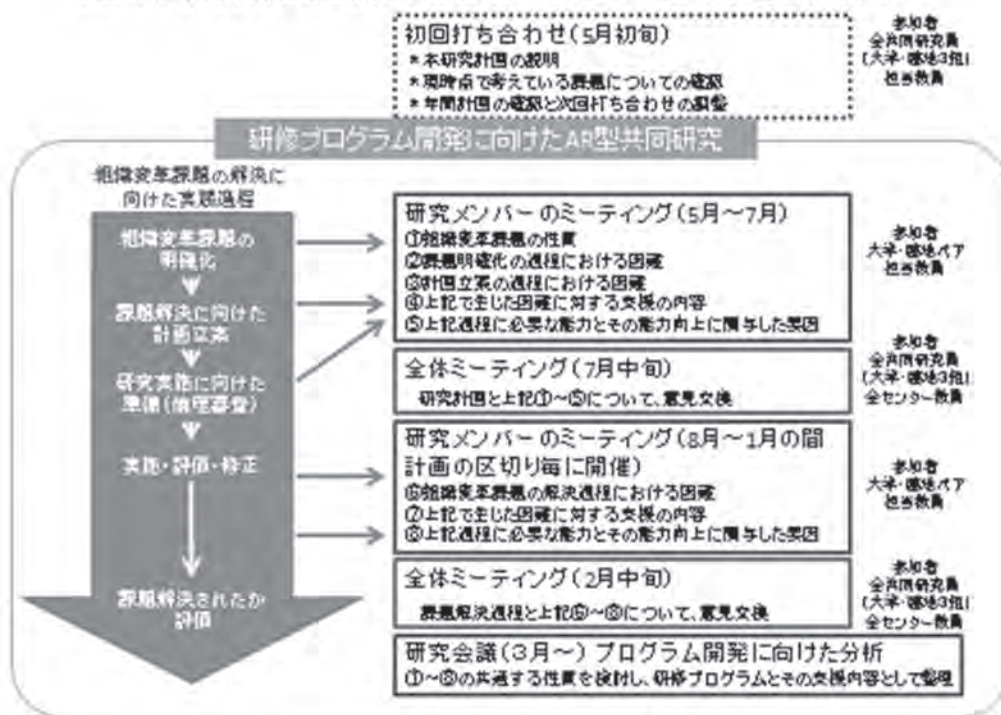 初回打ち合わせ(5月初旬)
*本研究計画の説明
*現時点で考えている課題についての確認
*年間計画の確認と次回打ち合わせの調整
参加者
全共同研究員
(大学・臨地3組)
担当教員
研修プログラム開発に向けたAR型共同研究
組織変革課題の解決に
向けた実践過程
組織変革課題の
明確化
課題解決に向けた
計画立案
研究実施に向けた
準備(倫理審査)
実施・評価・修正
課題解決されたか
評価
研究メンバーのミーティング(5月~7月)
①組織変革課題の性質
②課題明確化の過程における困難
③計画立案の過程における困難
④上記で生じた困難に対する支援の内容
⑤上記過程に必要な能力とその能力向上に関与した要因
参加者
大学・臨地ペア
担当教員
全体ミーティング(7月中旬)
研究計画と上記①~⑤について、意見交換
参加者
全共同研究員
(大学・臨地3組)
全センター教員
研究メンバーのミーティング(8月~1月の間
計画の区切り毎に開催)
⑥組織変革課題の解決過程における困難
⑦上記で生じた困難に対する支援の内容
⑧上記過程に必要な能力とその能力向上に関与した要因
参加者
大学・臨地ペア
担当教員
全体ミーティング(2月中旬)
課題解決過程と上記⑥~⑧について、意見交換
参加者
全共同研究員
(大学・臨地3組)
全センター教員
研究会議(3月~) プログラム開発に向けた分析
①~⑧の共通する性質を検討し、研修プログラムとその支援内容として整理